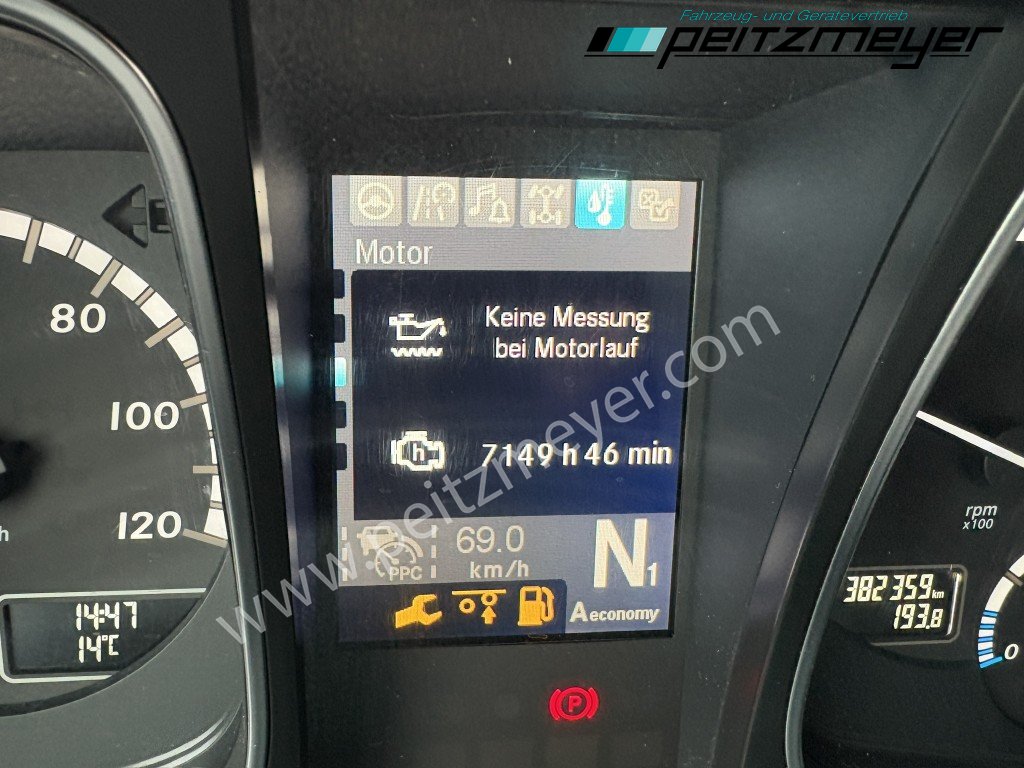 Fahrzeug- und Gerätevertrieb
peitzmeyer
Motor
Keine Messung
bei Motorlauf
h
7149 h 46 min
PPC
69.0
km/h
N1
Aeconomy
80
100
120
h
14:47
14°C
rpm
x100
382359 km
193.8
0
P
www.peitzmeyer.com